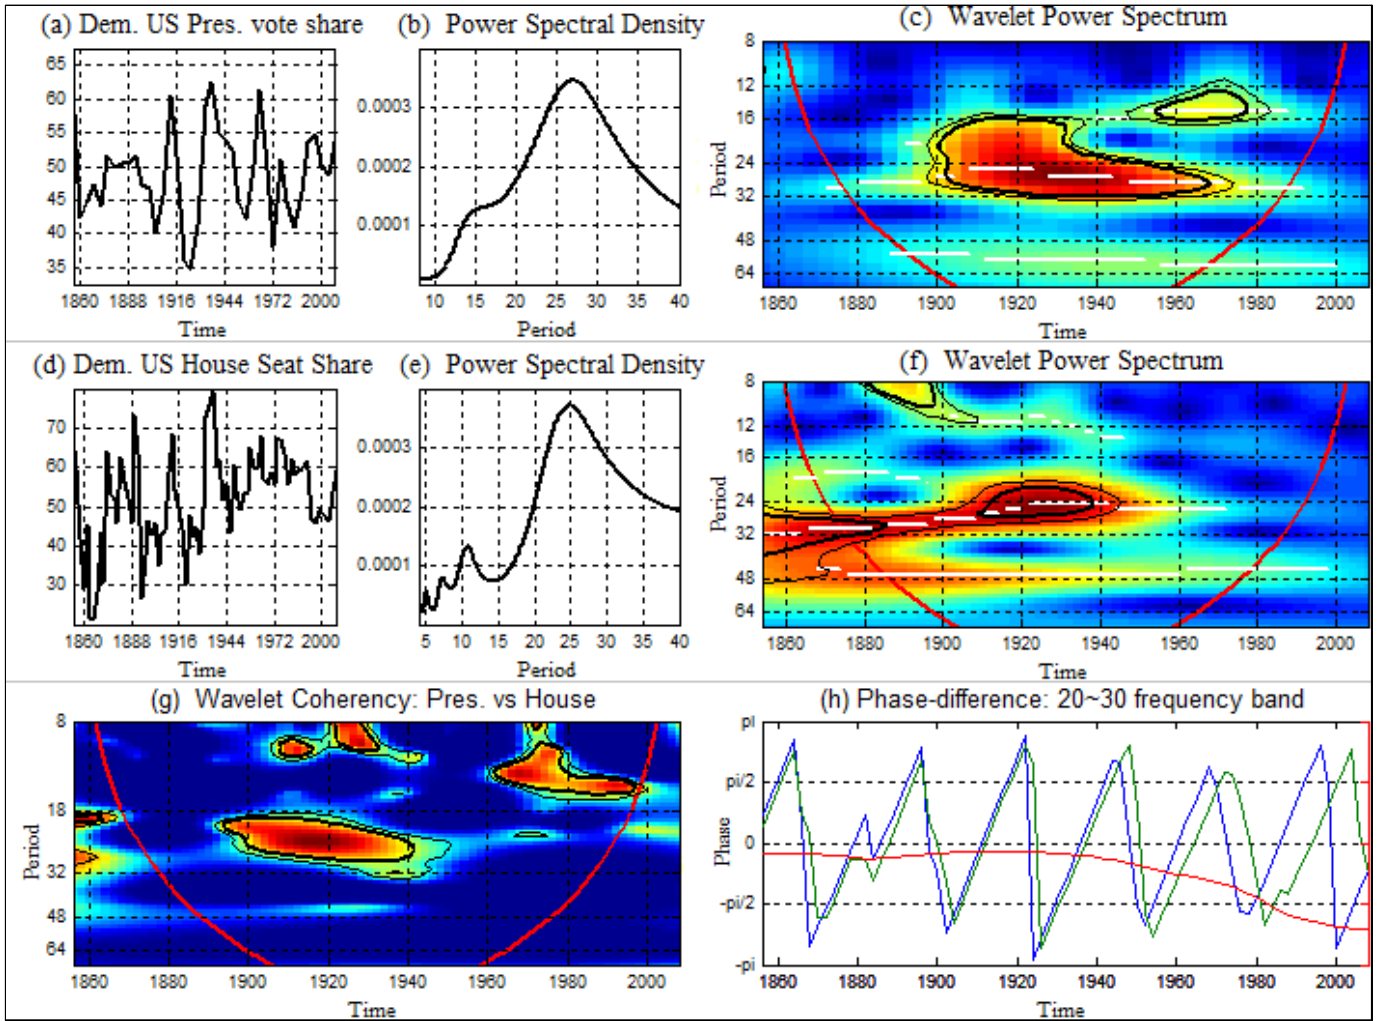 (a) Dem. US Pres. vote share
65
60
55
50
45
40
35
1860 1888 1916 1944 1972 2000
Time
(b) Power Spectral Density
0.0003
0.0002
0.0001
10 15 20 25 30 35 40
Period
(c) Wavelet Power Spectrum
Period
8
12
16
24
32
48
64
1860 1880 1900 1920 1940 1960 1980 2000
Time
(d) Dem. US House Seat Share
70
60
50
40
30
1860 1888 1916 1944 1972 2000
Time
(e) Power Spectral Density
0.0003
0.0002
0.0001
5 10 15 20 25 30 35 40
Period
(f) Wavelet Power Spectrum
Period
8
12
16
24
32
48
64
1860 1880 1900 1920 1940 1960 1980 2000
Time
(g) Wavelet Coherency: Pres. vs House
Period
8
18
32
48
64
1860 1880 1900 1920 1940 1960 1980 2000
Time
(h) Phase-difference: 20~30 frequency band
Phase
pi
pi/2
0
-pi/2
-pi
1860 1880 1900 1920 1940 1960 1980 2000
Time